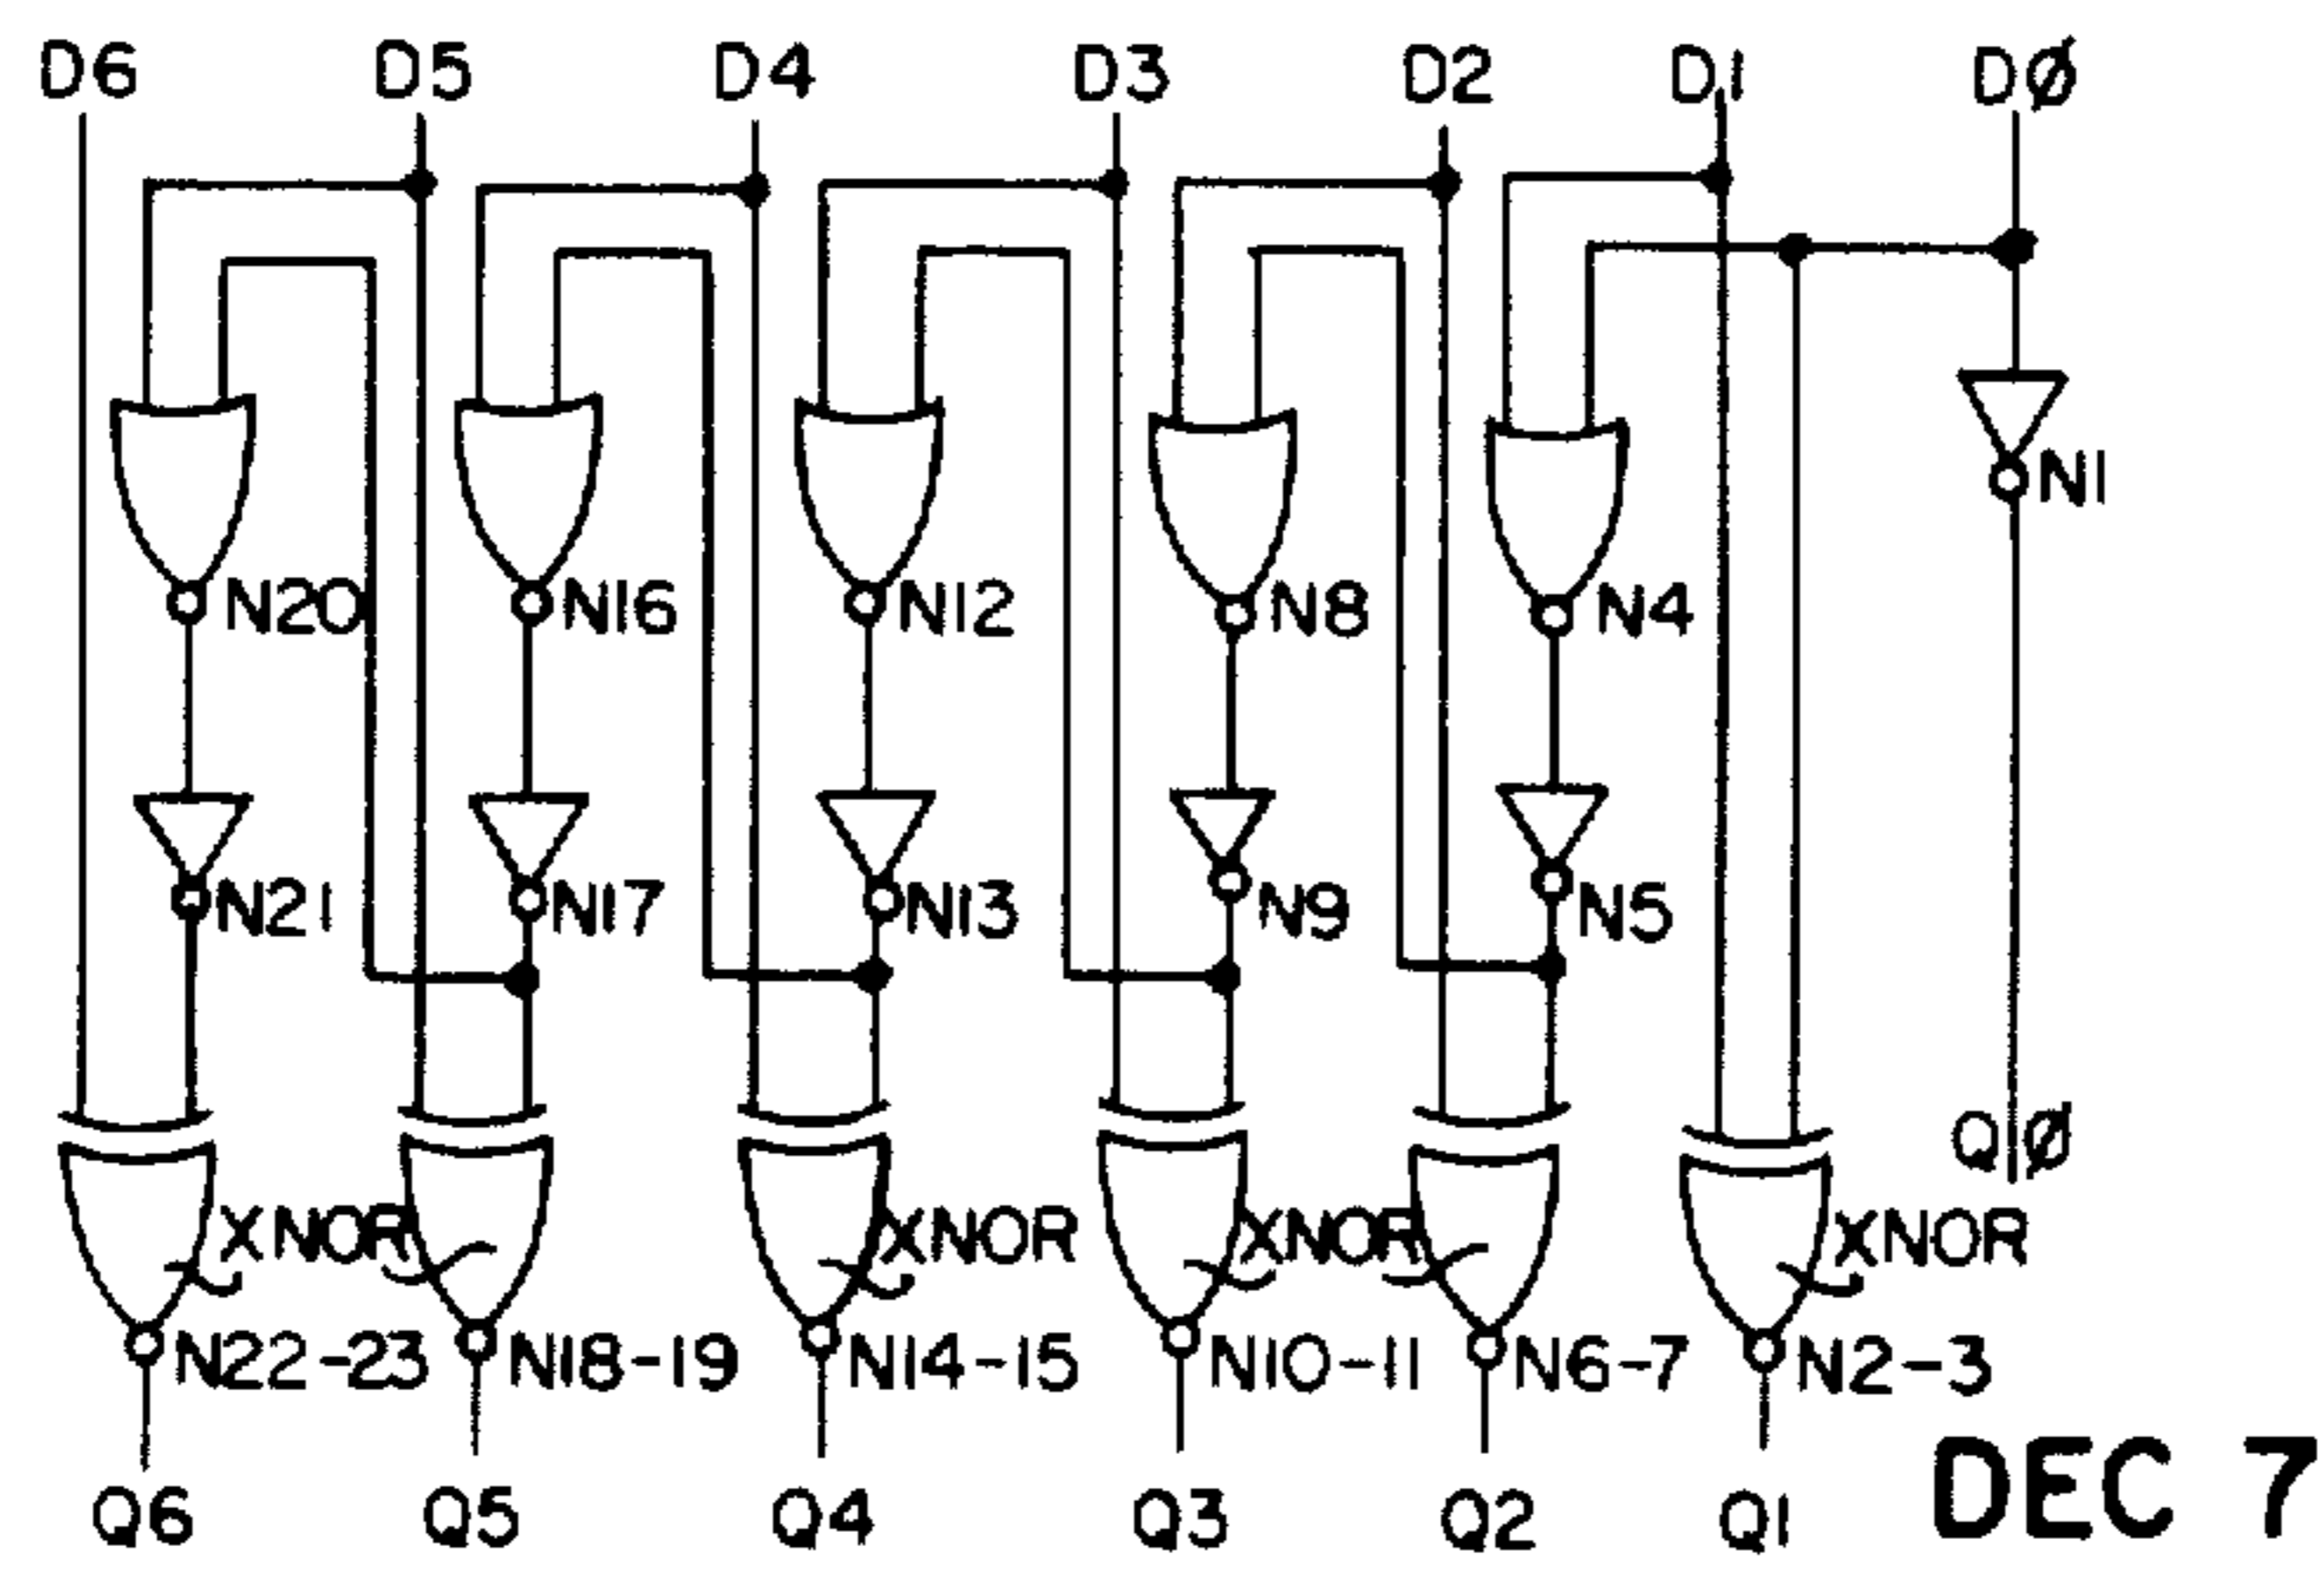 D6 D5 D4 D3 D2 D1 DØ
N1
N20 N16 N12 N8 N4
N21 N17 N13 N9 N5
QØ
XNOR XNOR XNOR XNOR
N22-23 N18-19 N14-15 N10-11 N6-7 N2-3
Q6 Q5 Q4 Q3 Q2 Q1
DEC 7